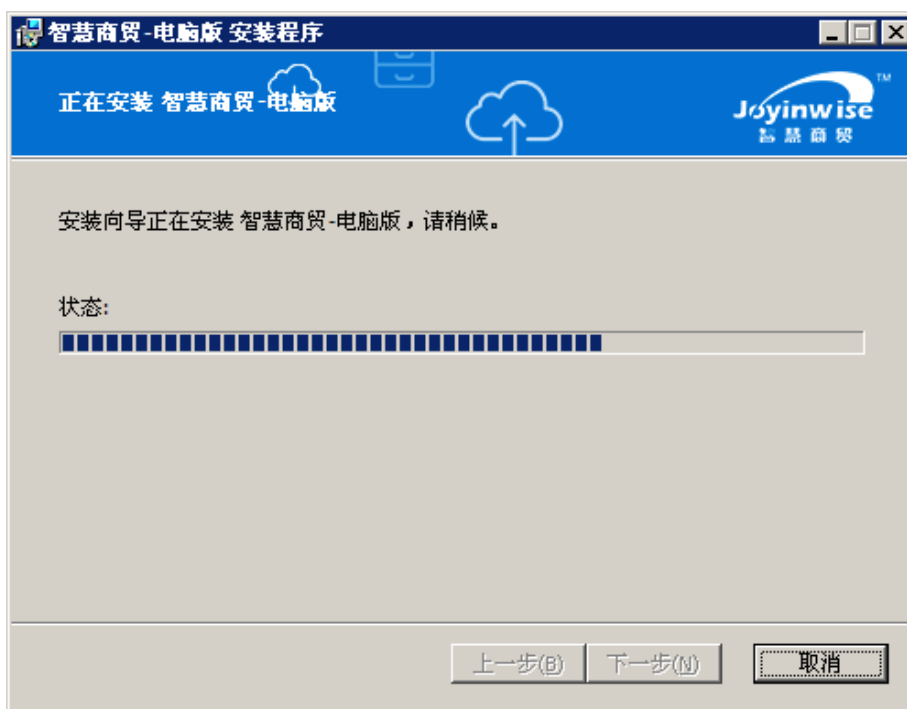 智慧商贸-电脑版 安装程序
正在安装 智慧商贸-电脑版
Joyinwise TM
智慧商贸
安装向导正在安装 智慧商贸-电脑版，请稍候。
状态:
上一步(B) 下一步(N) 取消